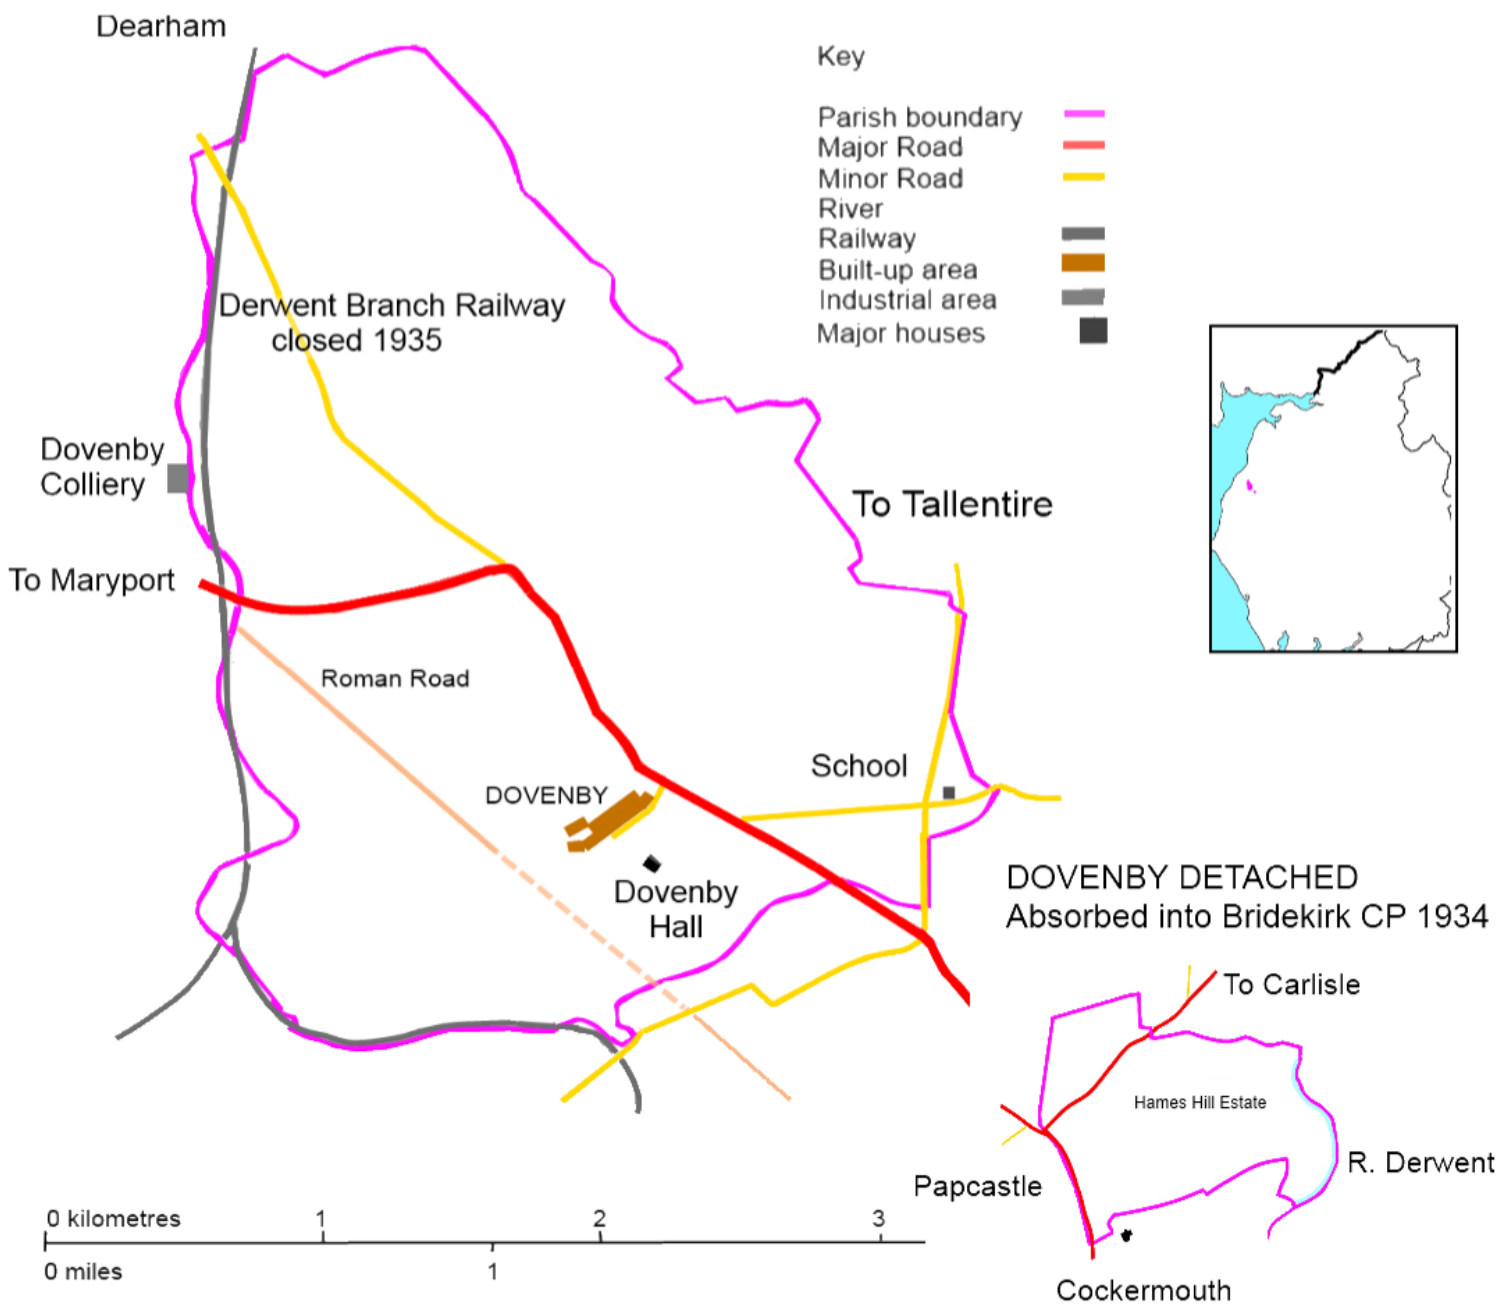 Dearham
Key
Parish boundary
Major Road
Minor Road
River
Railway
Built-up area
Industrial area
Major houses
Derwent Branch Railway
closed 1935
Dovenby
Colliery
To Tallentire
To Maryport
Roman Road
School
DOVENBY
Dovenby
Hall
DOVENBY DETACHED
Absorbed into Bridekirk CP 1934
To Carlisle
Hames Hill Estate
R. Derwent
Papcastle
Cockermouth
0 kilometres 1 2 3
0 miles 1